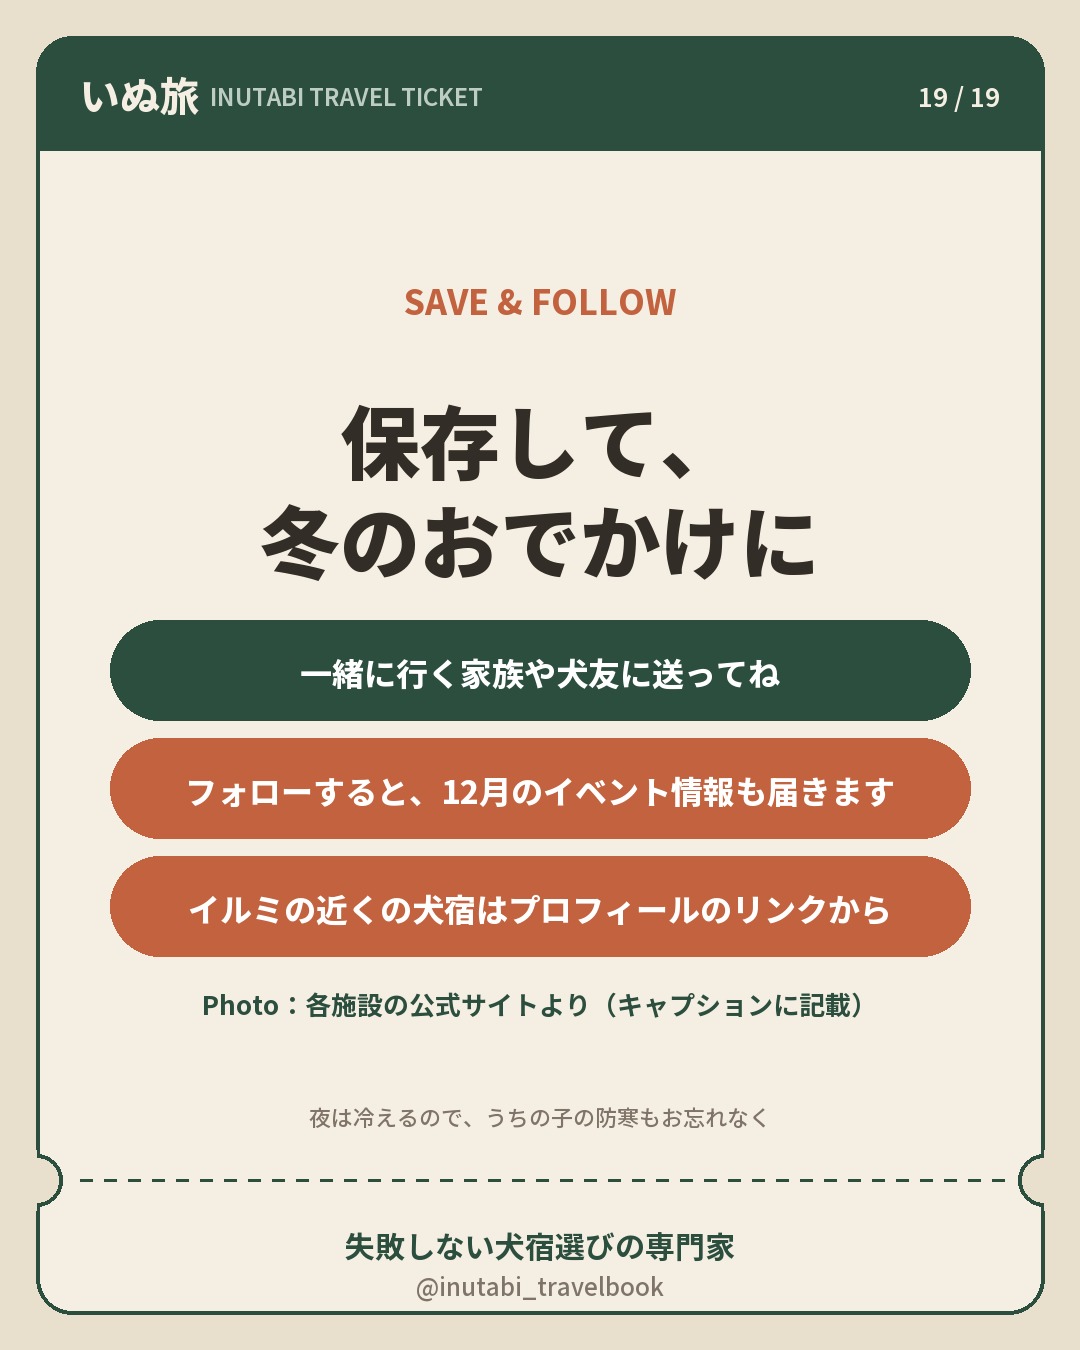 いぬ旅 INUTABI TRAVEL TICKET 19 / 19
SAVE & FOLLOW
保存して、
冬のおでかけに
一緒に行く家族や犬友に送ってね
フォローすると、12月のイベント情報も届きます
イルミの近くの犬宿はプロフィールのリンクから
Photo：各施設の公式サイトより（キャプションに記載）
夜は冷えるので、うちの子の防寒もお忘れなく
失敗しない犬宿選びの専門家
@inutabi_travelbook